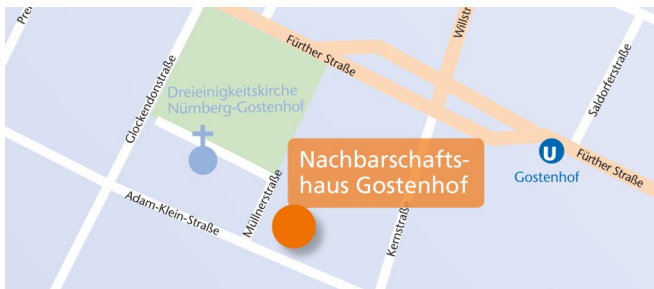 Pre
Glockendonstraße
Fürther Straße
Willstr
Saldorferstraße
Dreieinigkeitskirche
Nürnberg-Gostenhof
Nachbarschafts-
haus Gostenhof
U
Gostenhof
Fürther Straße
Adam-Klein-Straße
Müllnerstraße
Kernstraße